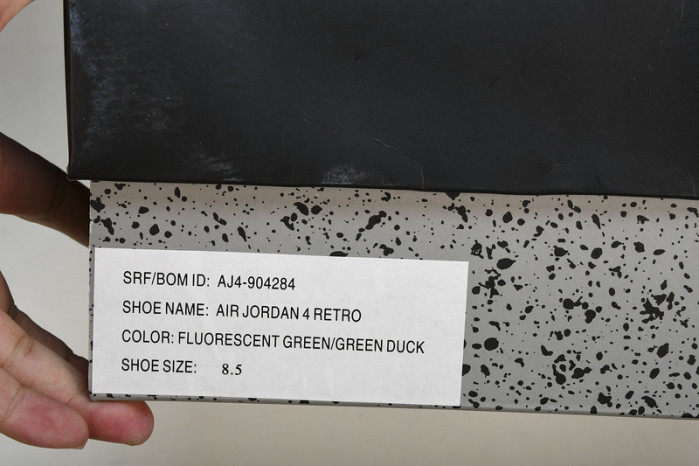 SRF/BOM ID: AJ4-904284
SHOE NAME: AIR JORDAN 4 RETRO
COLOR: FLUORESCENT GREEN/GREEN DUCK
SHOE SIZE: 8.5